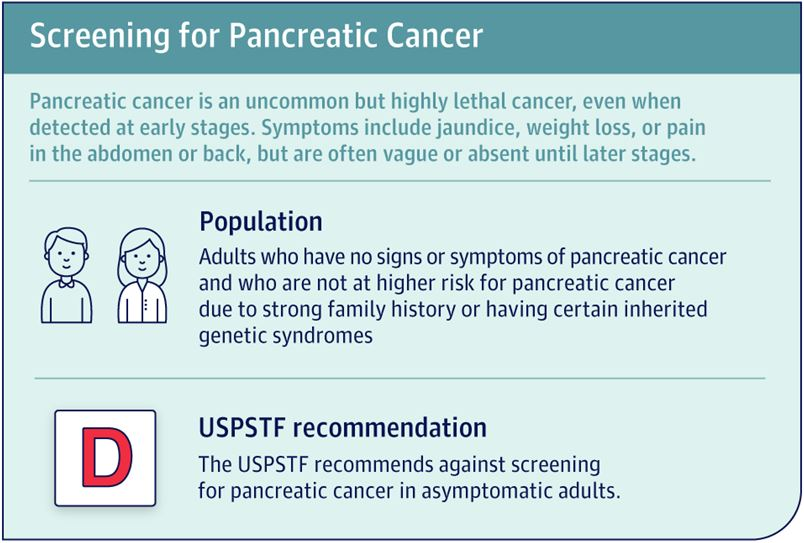 Screening for Pancreatic Cancer
Pancreatic cancer is an uncommon but highly lethal cancer, even when
detected at early stages. Symptoms include jaundice, weight loss, or pain
in the abdomen or back, but are often vague or absent until later stages.
Population
Adults who have no signs or symptoms of pancreatic cancer
and who are not at higher risk for pancreatic cancer
due to strong family history or having certain inherited
genetic syndromes
D
USPSTF recommendation
The USPSTF recommends against screening
for pancreatic cancer in asymptomatic adults.